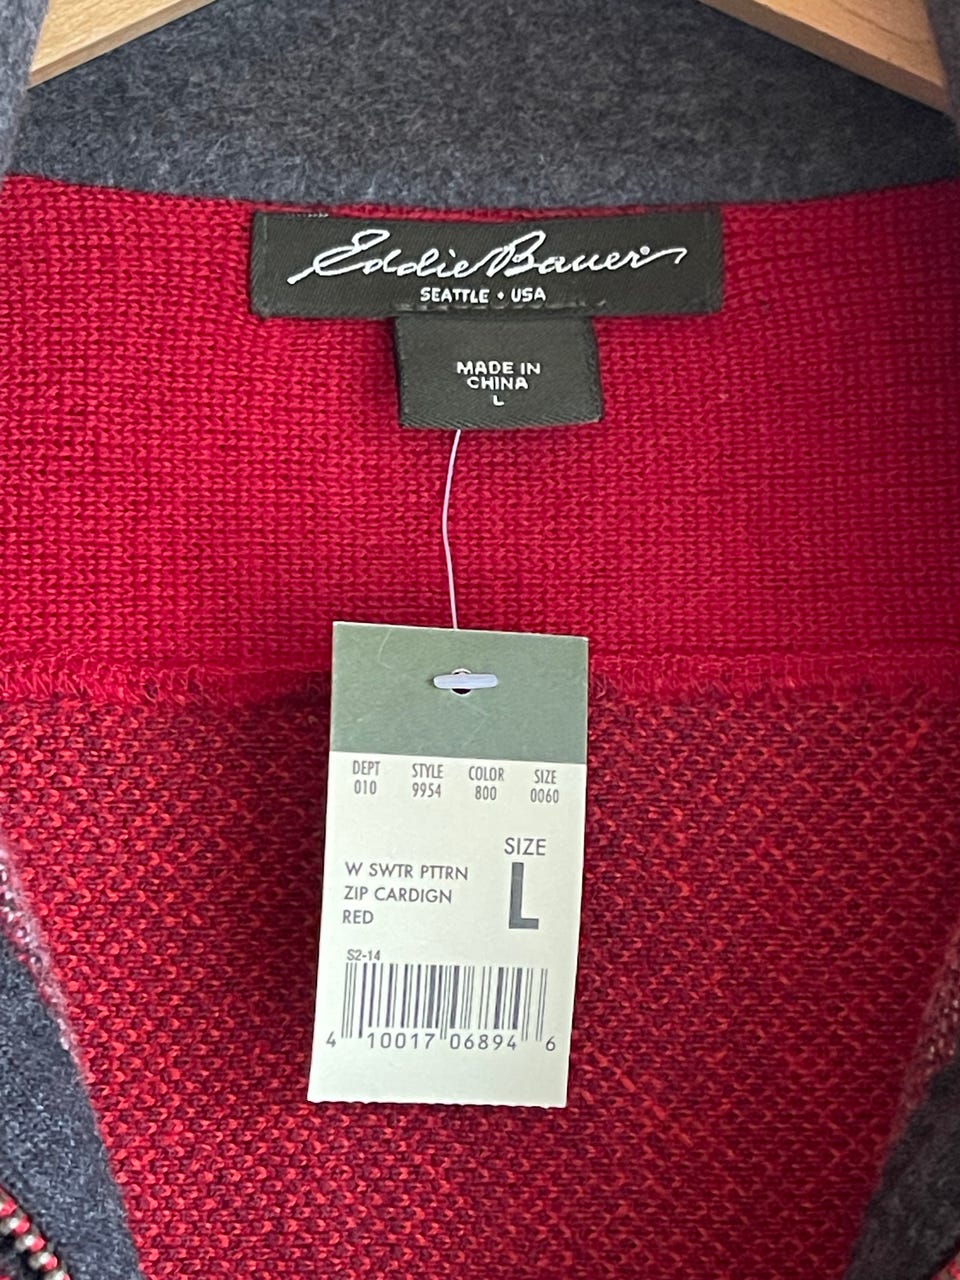 Eddie Bauer
SEATTLE • USA
MADE IN
CHINA
L
DEPT STYLE COLOR SIZE
010 9954 800 0060
SIZE
L
W SWTR PTTRN
ZIP CARDIGN
RED
S2-14
4 10017 06894 6